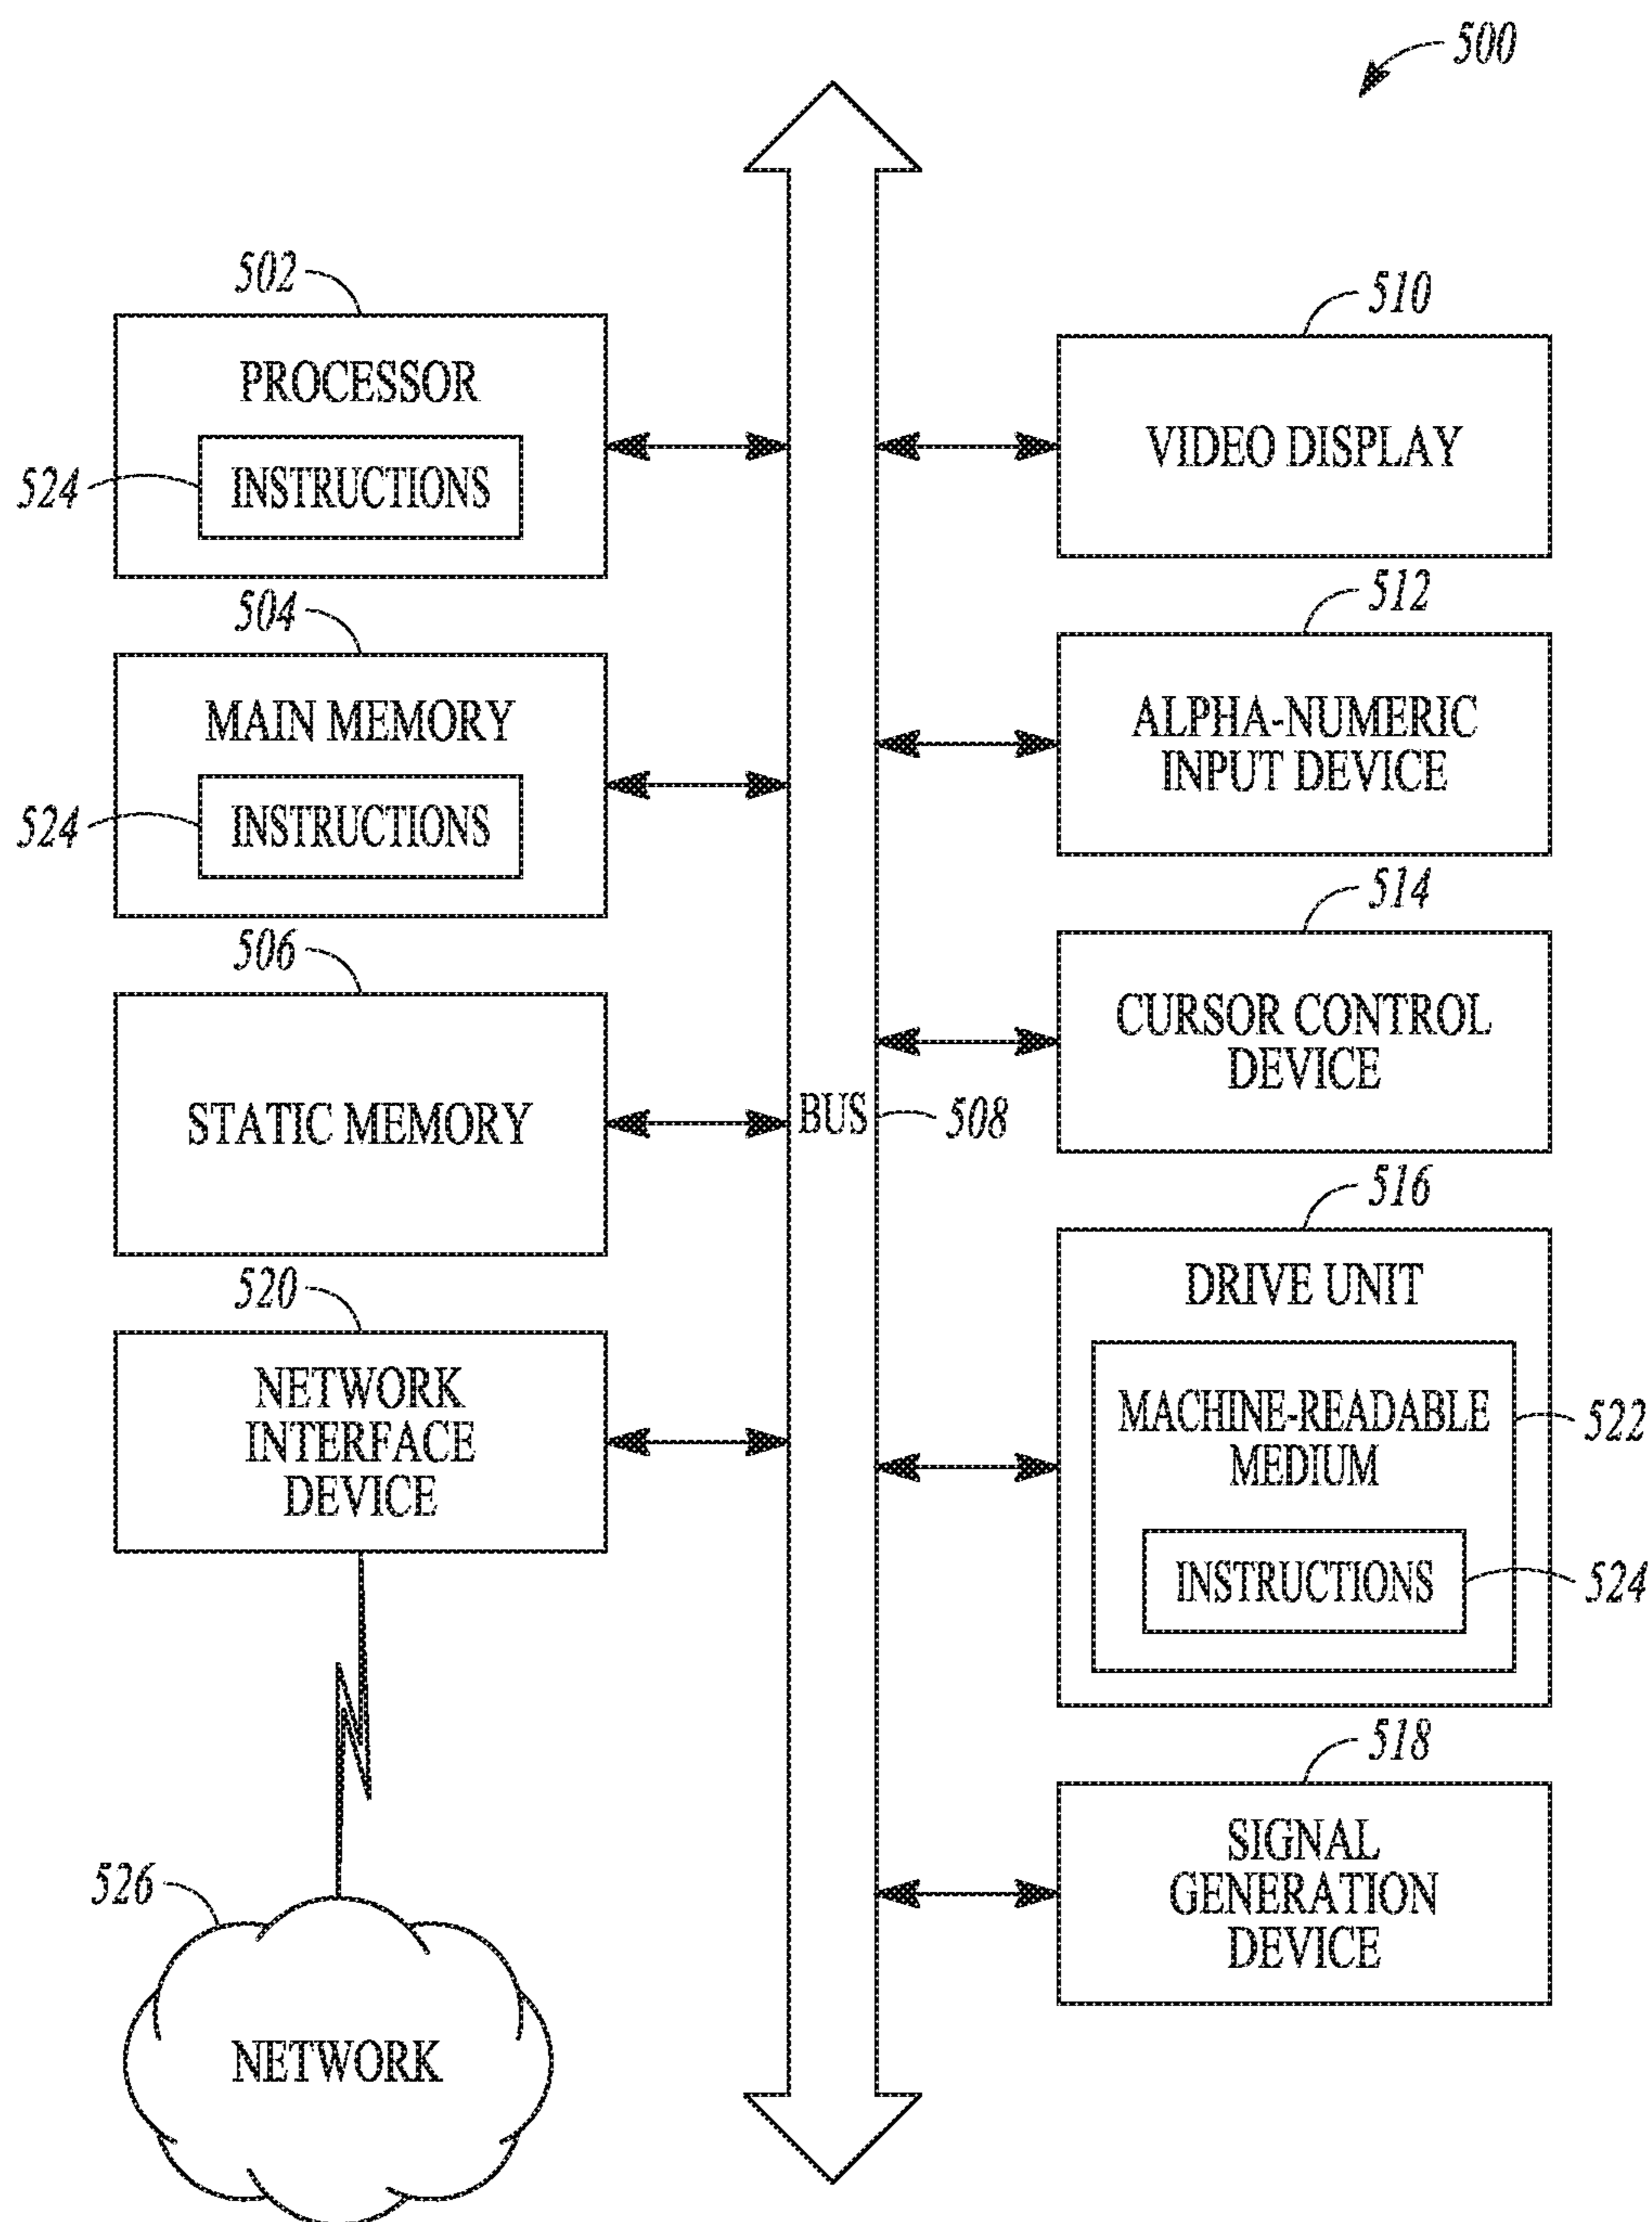 500
502
PROCESSOR
524
INSTRUCTIONS
504
MAIN MEMORY
524
INSTRUCTIONS
506
STATIC MEMORY
520
NETWORK
INTERFACE
DEVICE
526
NETWORK
BUS
508
510
VIDEO DISPLAY
512
ALPHA-NUMERIC
INPUT DEVICE
514
CURSOR CONTROL
DEVICE
516
DRIVE UNIT
MACHINE-READABLE
MEDIUM
522
INSTRUCTIONS
524
518
SIGNAL
GENERATION
DEVICE